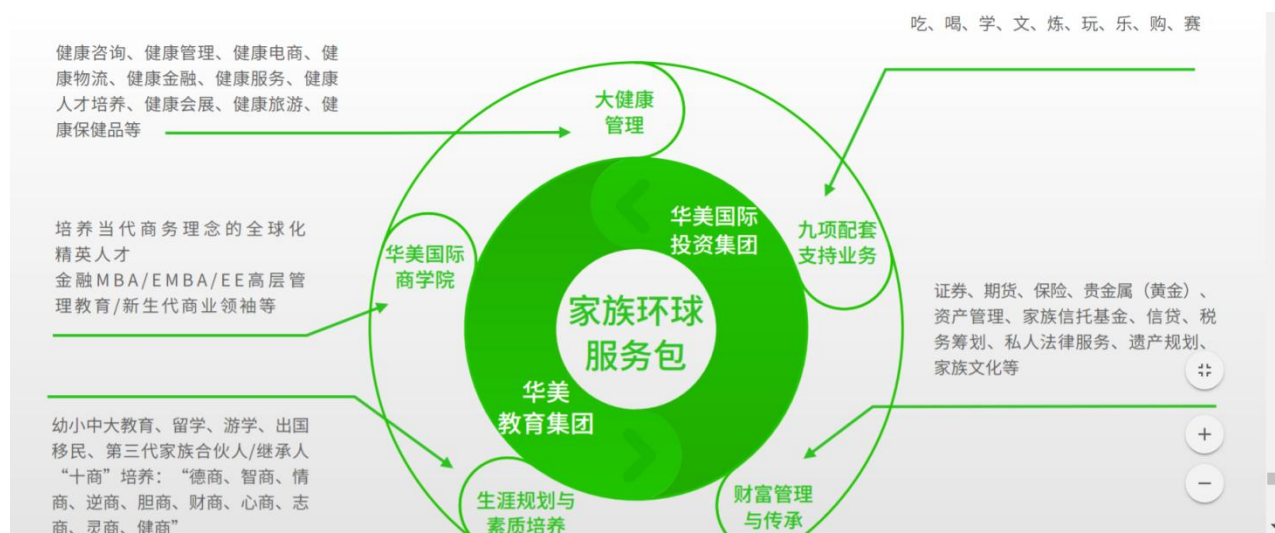 吃、喝、学、文、炼、玩、乐、购、赛
健康咨询、健康管理、健康电商、健
康物流、健康金融、健康服务、健康
人才培养、健康会展、健康旅游、健
康保健品等
大健康
管理
华美国际
投资集团
九项配套
支持业务
培养当代商务理念的全球化
精英人才
金融MBA/EMBA/EE高层管
理教育/新生代商业领袖等
华美国际
商学院
家族环球
服务包
证券、期货、保险、贵金属（黄金）、
资产管理、家族信托基金、信贷、税
务筹划、私人法律服务、遗产规划、
家族文化等
华美
教育集团
幼小中大教育、留学、游学、出国
移民、第三代家族合伙人/继承人
“十商”培养：“德商、智商、情
商、逆商、胆商、财商、心商、志
商、灵商、健商”
生涯规划与
素质培养
财富管理
与传承